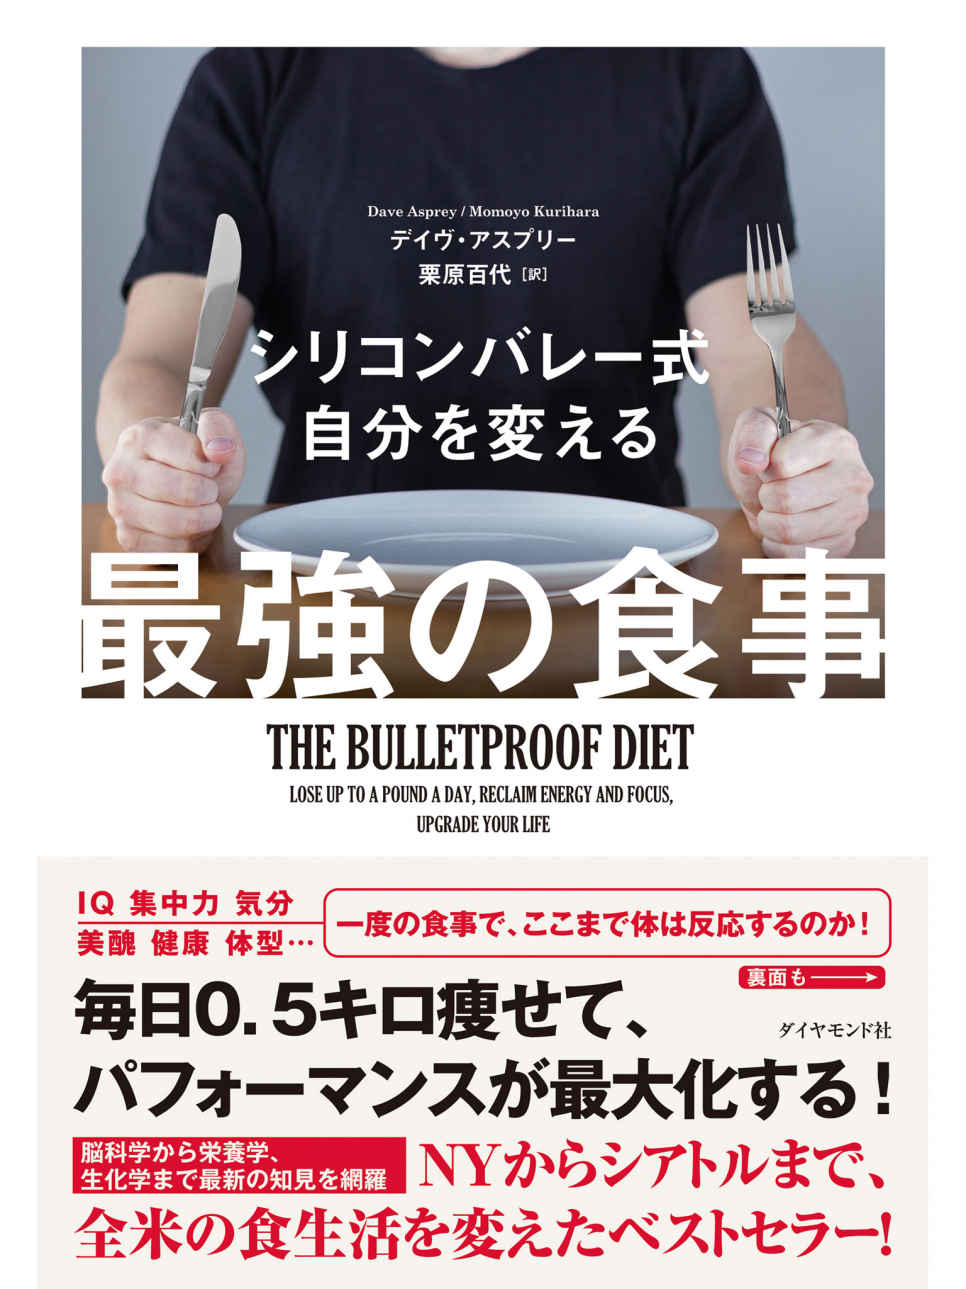 Dave Asprey / Momoyo Kurihara
デイヴ・アスプリー
栗原百代 [訳]
シリコンバレー式
自分を変える
最強の食事
THE BULLETPROOF DIET
LOSE UP TO A POUND A DAY, RECLAIM ENERGY AND FOCUS,
UPGRADE YOUR LIFE
IQ 集中力 気分
美醜 健康 体型…
一度の食事で、ここまで体は反応するのか！
裏面も
毎日0.5キロ痩せて、
ダイヤモンド社
パフォーマンスが最大化する！
脳科学から栄養学、
生化学まで最新の知見を網羅
NYからシアトルまで、
全米の食生活を変えたベストセラー！